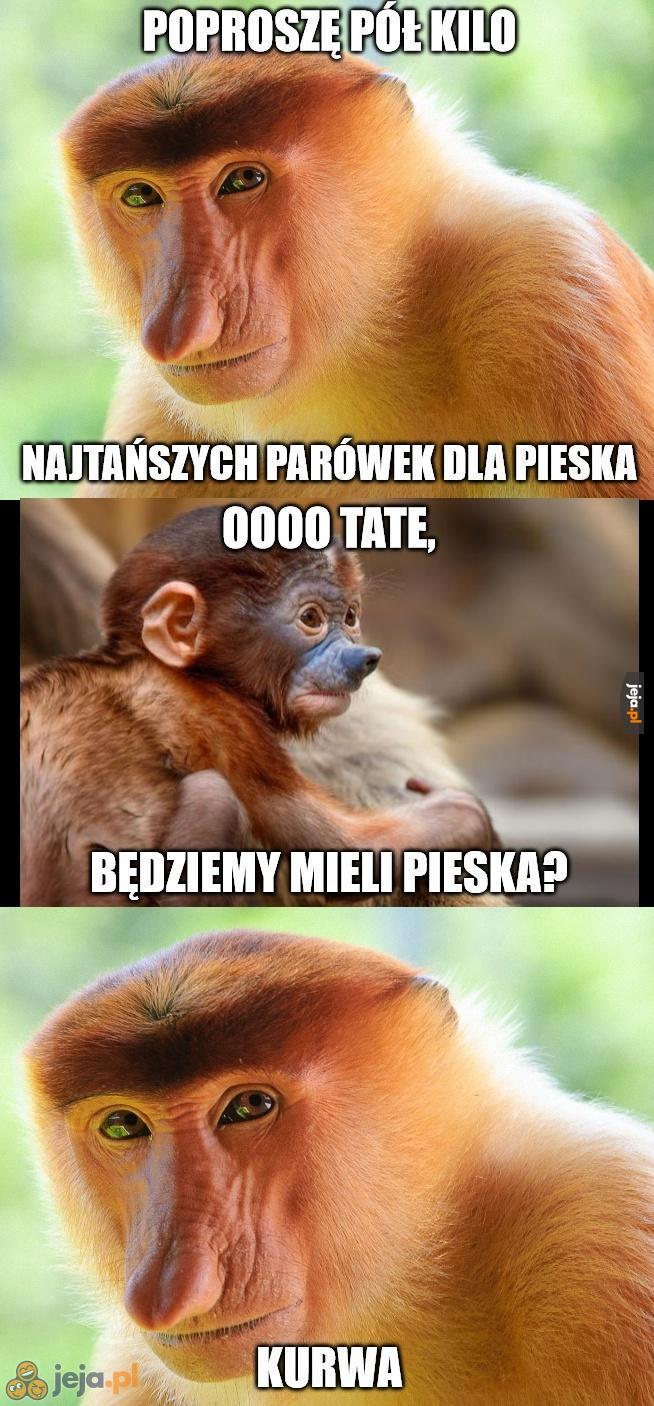 POPROSZĘ PÓŁ KILO
NAJTAŃSZYCH PARÓWEK DLA PIESKA
OOOO TATE,
jeja.pl
BĘDZIEMY MIELI PIESKA?
KURWA
jeja.pl